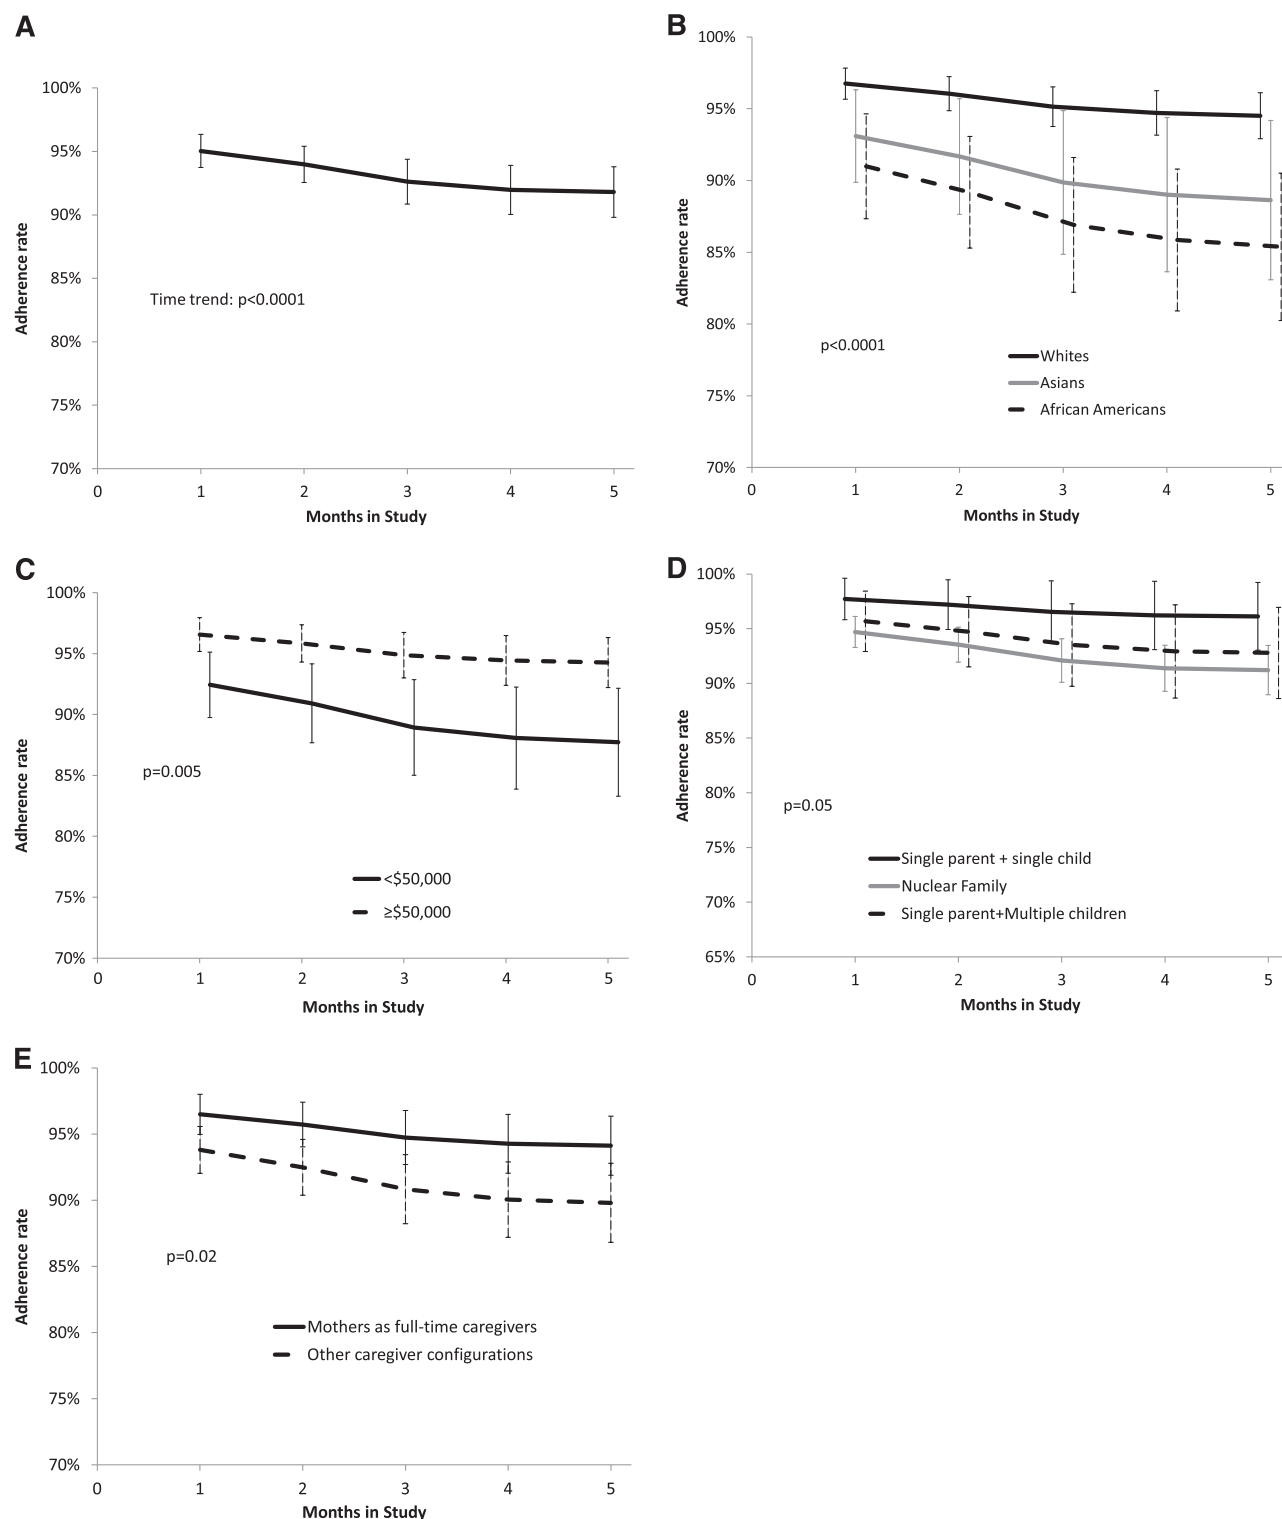 A
100%
95%
90%
85%
80%
75%
70%
Adherence rate
Time trend: p<0.0001
0 1 2 3 4 5
Months in Study
B
100%
95%
90%
85%
80%
75%
70%
Adherence rate
p<0.0001
Whites
Asians
African Americans
0 1 2 3 4 5
Months in Study
C
100%
95%
90%
85%
80%
75%
70%
Adherence rate
p=0.005
<$50,000
≥$50,000
0 1 2 3 4 5
Months in Study
D
100%
95%
90%
85%
80%
75%
70%
65%
Adherence rate
p=0.05
Single parent + single child
Nuclear Family
Single parent+Multiple children
0 1 2 3 4 5
Months in Study
E
100%
95%
90%
85%
80%
75%
70%
Adherence rate
p=0.02
Mothers as full-time caregivers
Other caregiver configurations
0 1 2 3 4 5
Months in Study